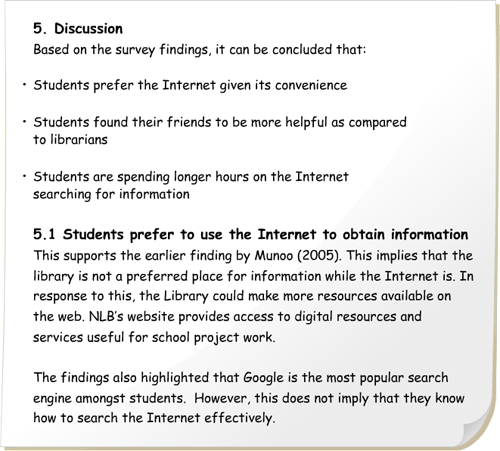 5. Discussion
Based on the survey findings, it can be concluded that:
· Students prefer the Internet given its convenience
· Students found their friends to be more helpful as compared
to librarians
· Students are spending longer hours on the Internet
searching for information
5.1 Students prefer to use the Internet to obtain information
This supports the earlier finding by Munoo (2005). This implies that the
library is not a preferred place for information while the Internet is. In
response to this, the Library could make more resources available on
the web. NLB's website provides access to digital resources and
services useful for school project work.
The findings also highlighted that Google is the most popular search
engine amongst students. However, this does not imply that they know
how to search the Internet effectively.